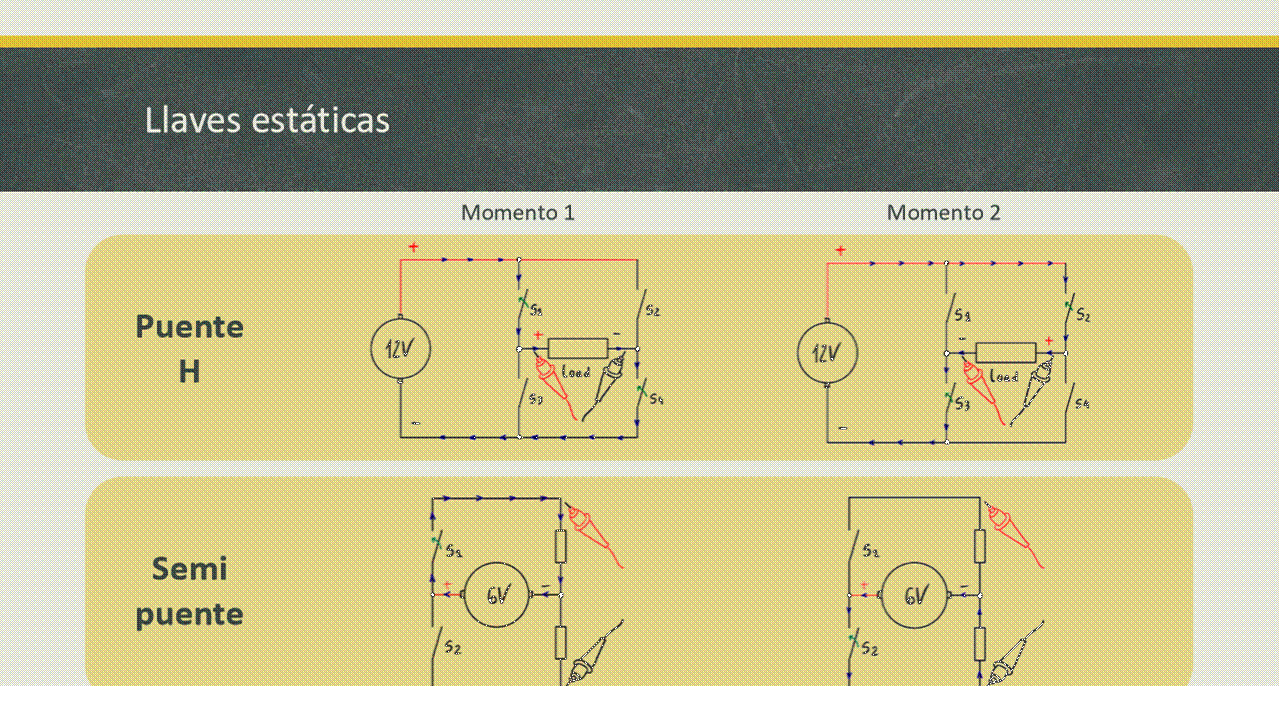 Llaves estáticas
Momento 1
Momento 2
Puente
H
+
12V
S1
S2
+
-
Load
S3
S4
-
+
12V
S1
S2
-
+
Load
S3
S4
-
Semi
puente
S1
+
6V
-
S2
S1
+
6V
-
S2